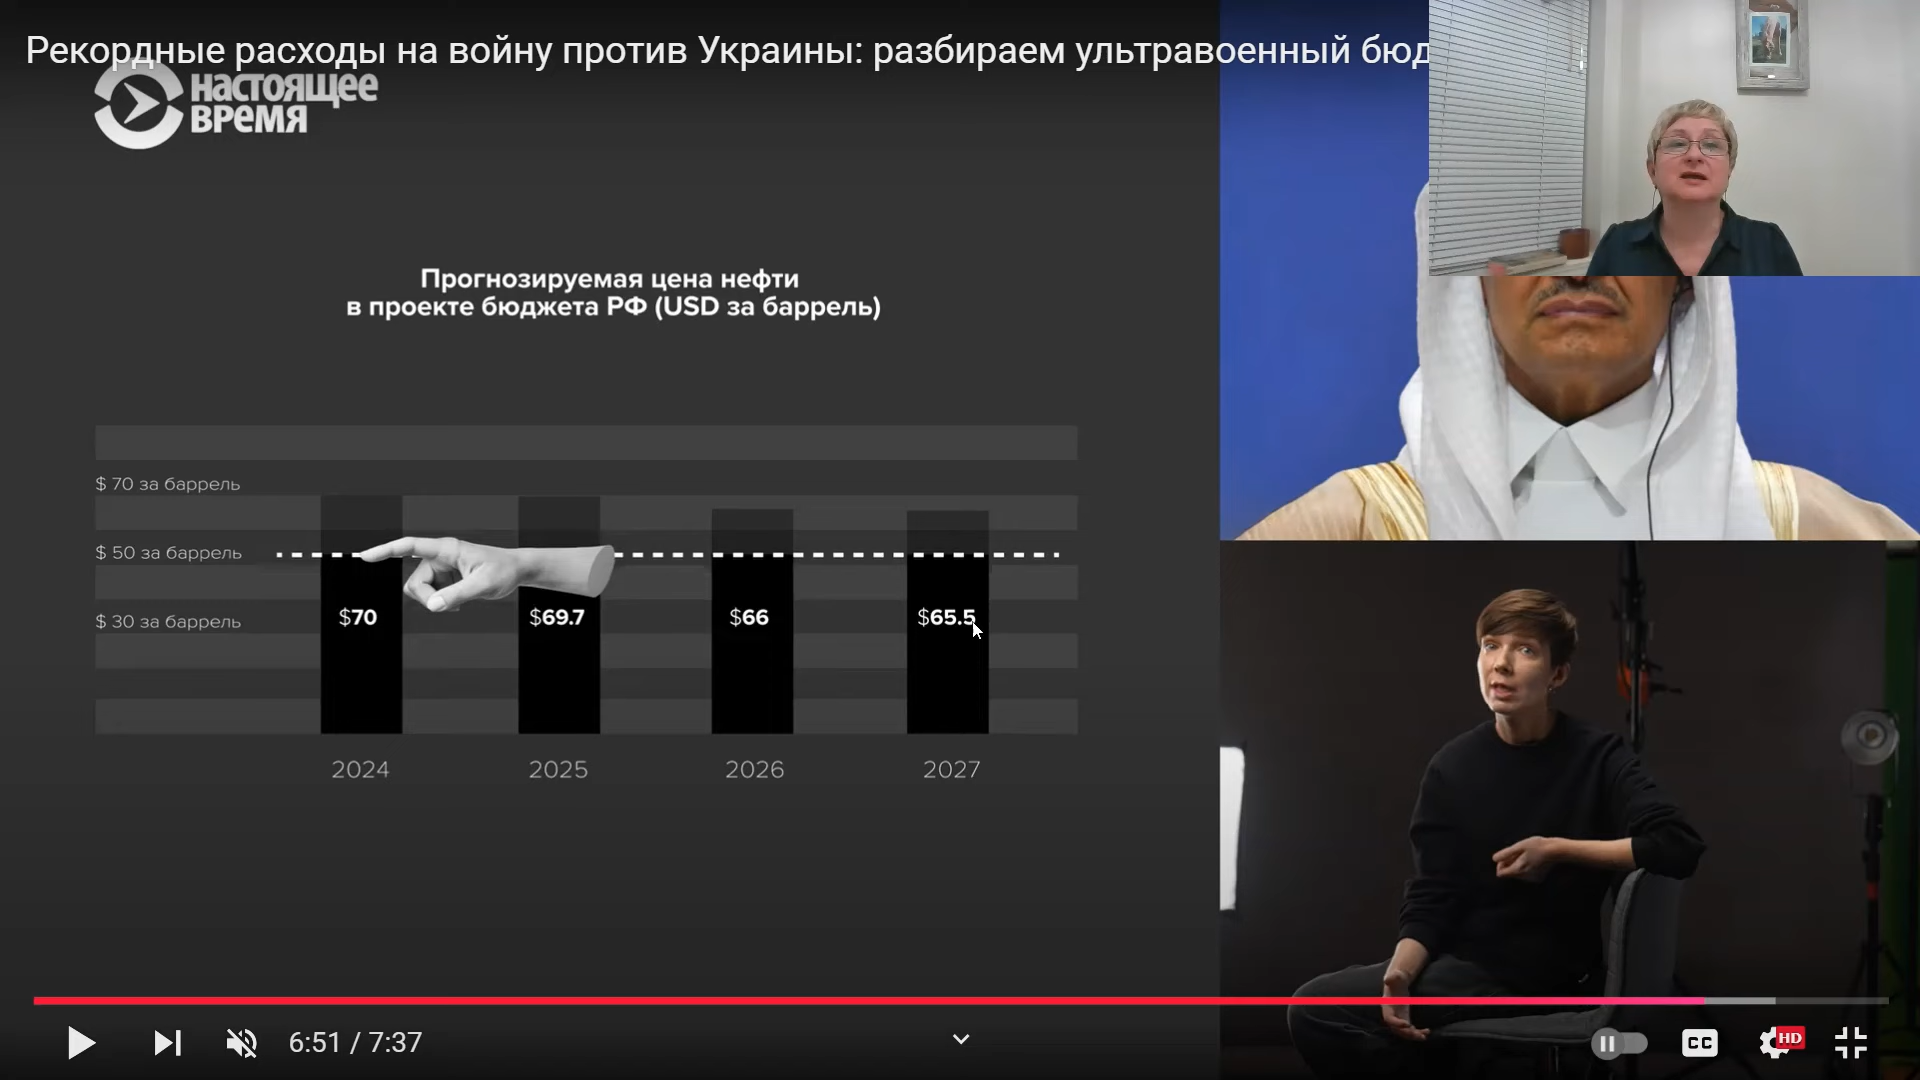 Рекордные расходы на войну против Украины: разбираем ультравоенный бюд
НАСТОЯЩЕЕ
ВРЕМЯ
Прогнозируемая цена нефти
в проекте бюджета РФ (USD за баррель)
$ 70 за баррель
$ 50 за баррель
$ 30 за баррель
$70
$69.7
$66
$65.5
2024
2025
2026
2027
6:51 / 7:37
CC
HD